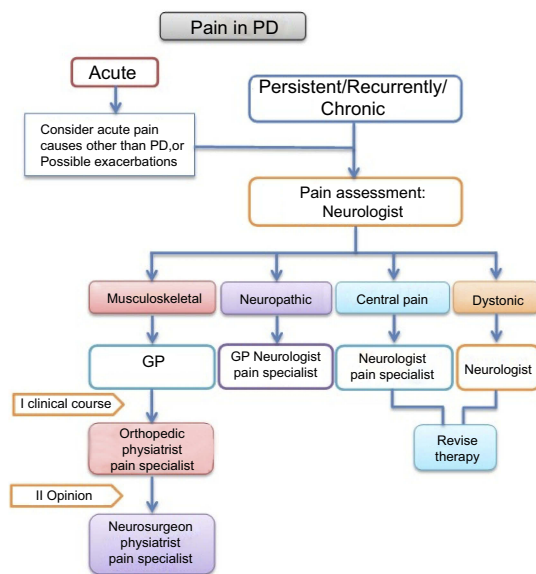 Pain in PD
Acute
Persistent/Recurrently/
Chronic
Consider acute pain
causes other than PD,or
Possible exacerbations
Pain assessment:
Neurologist
Musculoskeletal
Neuropathic
Central pain
Dystonic
GP
GP Neurologist
pain specialist
Neurologist
pain specialist
Neurologist
I clinical course
Orthopedic
physiatrist
pain specialist
Revise
therapy
II Opinion
Neurosurgeon
physiatrist
pain specialist